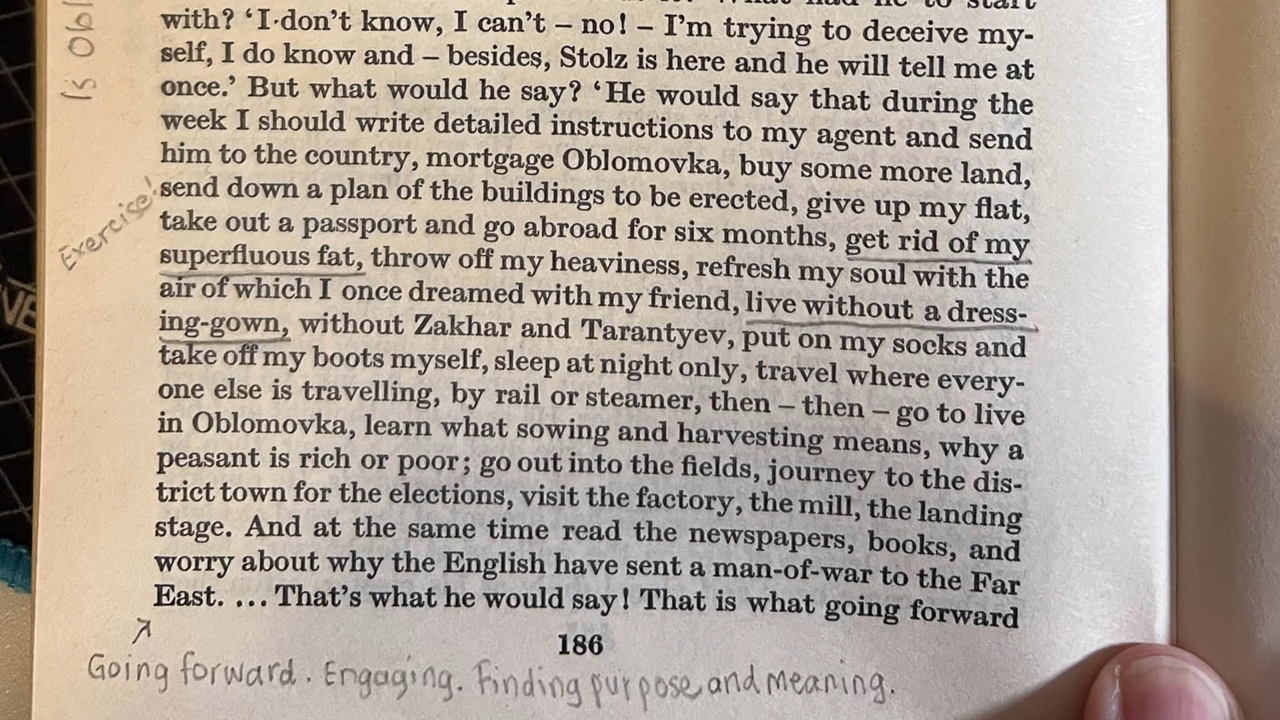 with? ‘I don’t know, I can’t – no! – I’m trying to deceive my-
self, I do know and – besides, Stolz is here and he will tell me at
once.’ But what would he say? ‘He would say that during the
week I should write detailed instructions to my agent and send
him to the country, mortgage Oblomovka, buy some more land,
send down a plan of the buildings to be erected, give up my flat,
take out a passport and go abroad for six months, get rid of my
superfluous fat, throw off my heaviness, refresh my soul with the
air of which I once dreamed with my friend, live without a dress-
ing-gown, without Zakhar and Tarantyev, put on my socks and
take off my boots myself, sleep at night only, travel where every-
one else is travelling, by rail or steamer, then – then – go to live
in Oblomovka, learn what sowing and harvesting means, why a
peasant is rich or poor; go out into the fields, journey to the dis-
trict town for the elections, visit the factory, the mill, the landing
stage. And at the same time read the newspapers, books, and
worry about why the English have sent a man-of-war to the Far
East. ... That’s what he would say! That is what going forward
186
Going forward. Engaging. Finding purpose and meaning.
Exercise!
Is Oblo